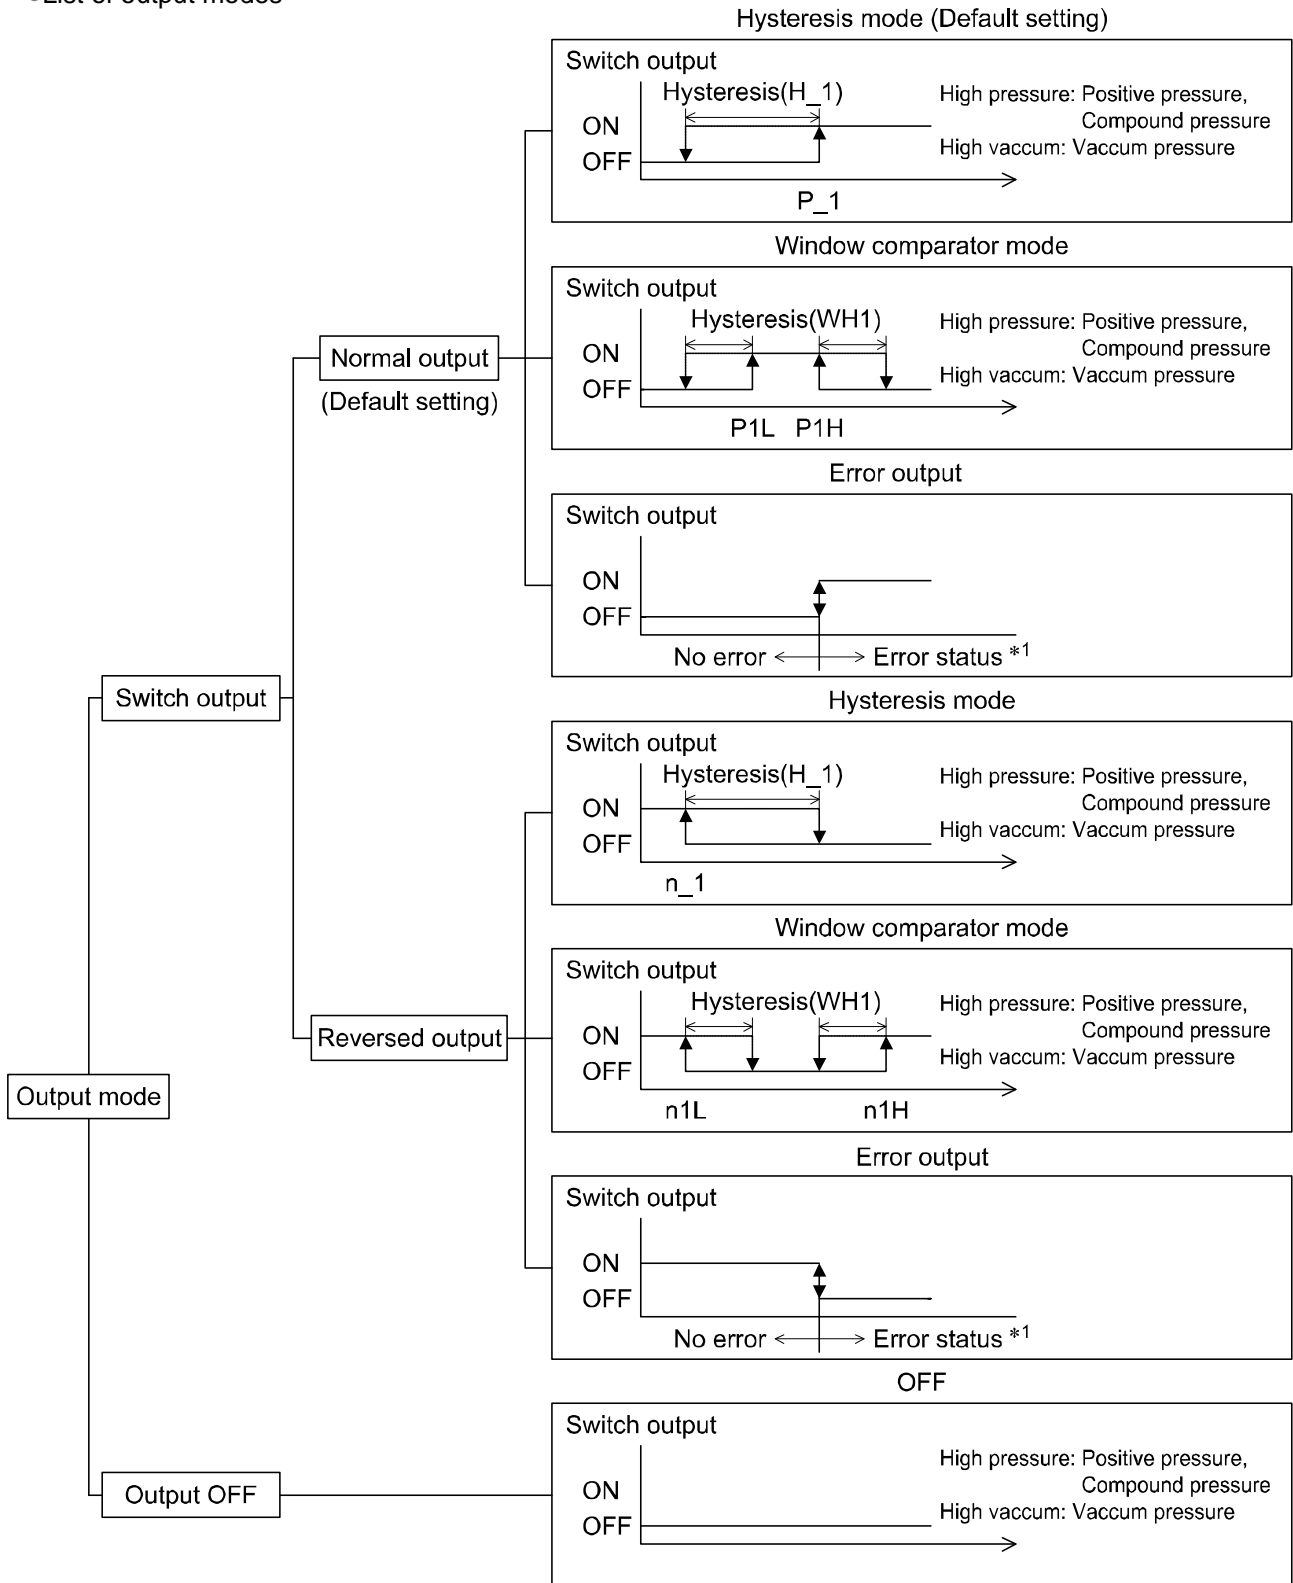 List of output modes
Hysteresis mode (Default setting)
Switch output
Hysteresis(H_1)
ON
OFF
P_1
High pressure: Positive pressure,
Compound pressure
High vaccum: Vaccum pressure
Window comparator mode
Switch output
Hysteresis(WH1)
ON
OFF
P1L P1H
High pressure: Positive pressure,
Compound pressure
High vaccum: Vaccum pressure
Normal output
(Default setting)
Error output
Switch output
ON
OFF
No error Error status *1
Switch output
Hysteresis mode
Switch output
Hysteresis(H_1)
ON
OFF
n_1
High pressure: Positive pressure,
Compound pressure
High vaccum: Vaccum pressure
Window comparator mode
Switch output
Hysteresis(WH1)
ON
OFF
n1L n1H
High pressure: Positive pressure,
Compound pressure
High vaccum: Vaccum pressure
Reversed output
Output mode
Error output
Switch output
ON
OFF
No error Error status *1
OFF
Switch output
ON
OFF
High pressure: Positive pressure,
Compound pressure
High vaccum: Vaccum pressure
Output OFF